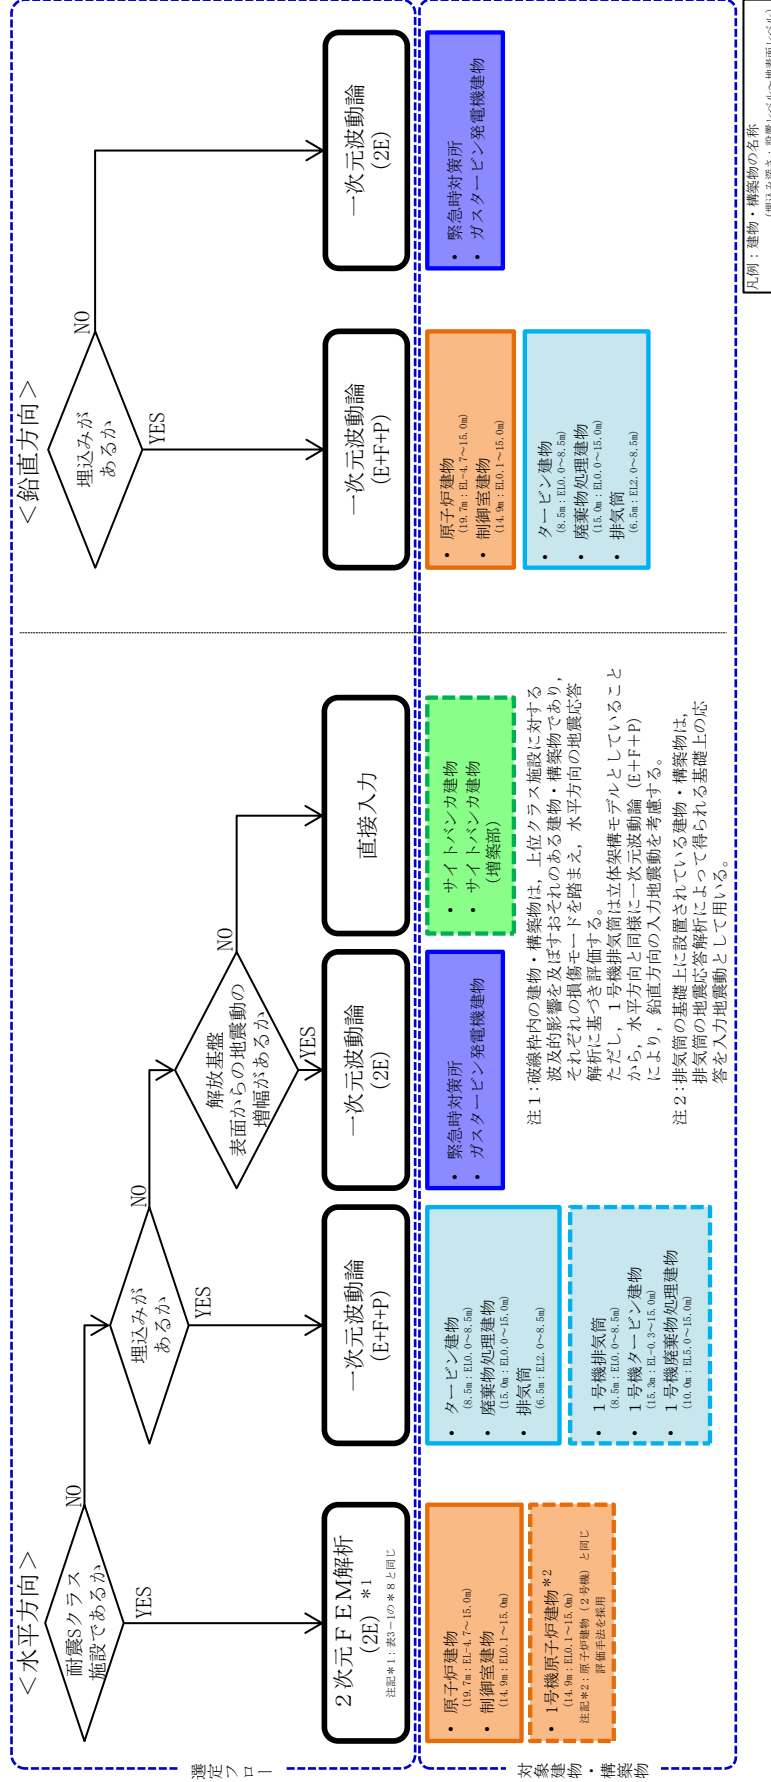 選定フロー
＜水平方向＞
耐震Sクラス
施設であるか
NO
YES
埋込みが
あるか
NO
YES
解放基盤
表面からの地震動の
増幅があるか
NO
YES
２次元ＦＥＭ解析
(2E) ＊1
注記＊1：表3-1の＊8と同じ
一次元波動論
(E+F+P)
一次元波動論
(2E)
直接入力
＜鉛直方向＞
埋込みが
あるか
NO
YES
一次元波動論
(E+F+P)
一次元波動論
(2E)
対象
建物・構築物
・ 原子炉建物
(19.7m：EL-4.7～15.0m)
・ 制御室建物
(14.9m：EL0.1～15.0m)
・ 1号機原子炉建物＊2
(14.9m：EL0.1～15.0m)
注記＊2：原子炉建物（２号機）と同じ
評価手法を採用
・ タービン建物
(8.5m：EL0.0～8.5m)
・ 廃棄物処理建物
(15.0m：EL0.0～15.0m)
・ 排気筒
(6.5m：EL2.0～8.5m)
・ １号機排気筒
(8.5m：EL0.0～8.5m)
・ １号機タービン建物
(15.3m：EL-0.3～15.0m)
・ １号機廃棄物処理建物
(10.0m：EL5.0～15.0m)
・ 緊急時対策所
・ ガスタービン発電機建物
・ サイトバンカ建物
・ サイトバンカ建物
(増築部)
注１:破線枠内の建物・構築物は，上位クラス施設に対する
波及的影響を及ぼすおそれのある建物・構築物であり，
それぞれの損傷モードを踏まえ，水平方向の地震応答
解析に基づき評価する。
ただし，１号機排気筒は立体架構モデルとしていること
から，水平方向と同様に一次元波動論（E+F+P）
により，鉛直方向の入力地震動を考慮する。
注２:排気筒の基礎上に設置されている建物・構築物は，
排気筒の地震応答解析によって得られる基礎上の応
答を入力地震動として用いる。
・ 原子炉建物
(19.7m：EL-4.7～15.0m)
・ 制御室建物
(14.9m：EL0.1～15.0m)
・ タービン建物
(8.5m：EL0.0～8.5m)
・ 廃棄物処理建物
(15.0m：EL0.0～15.0m)
・ 排気筒
(6.5m：EL2.0～8.5m)
・ 緊急時対策所
・ ガスタービン発電機建物
凡例：建物・構築物の名称
(埋込み深さ：設置レベル～地表面レベル)